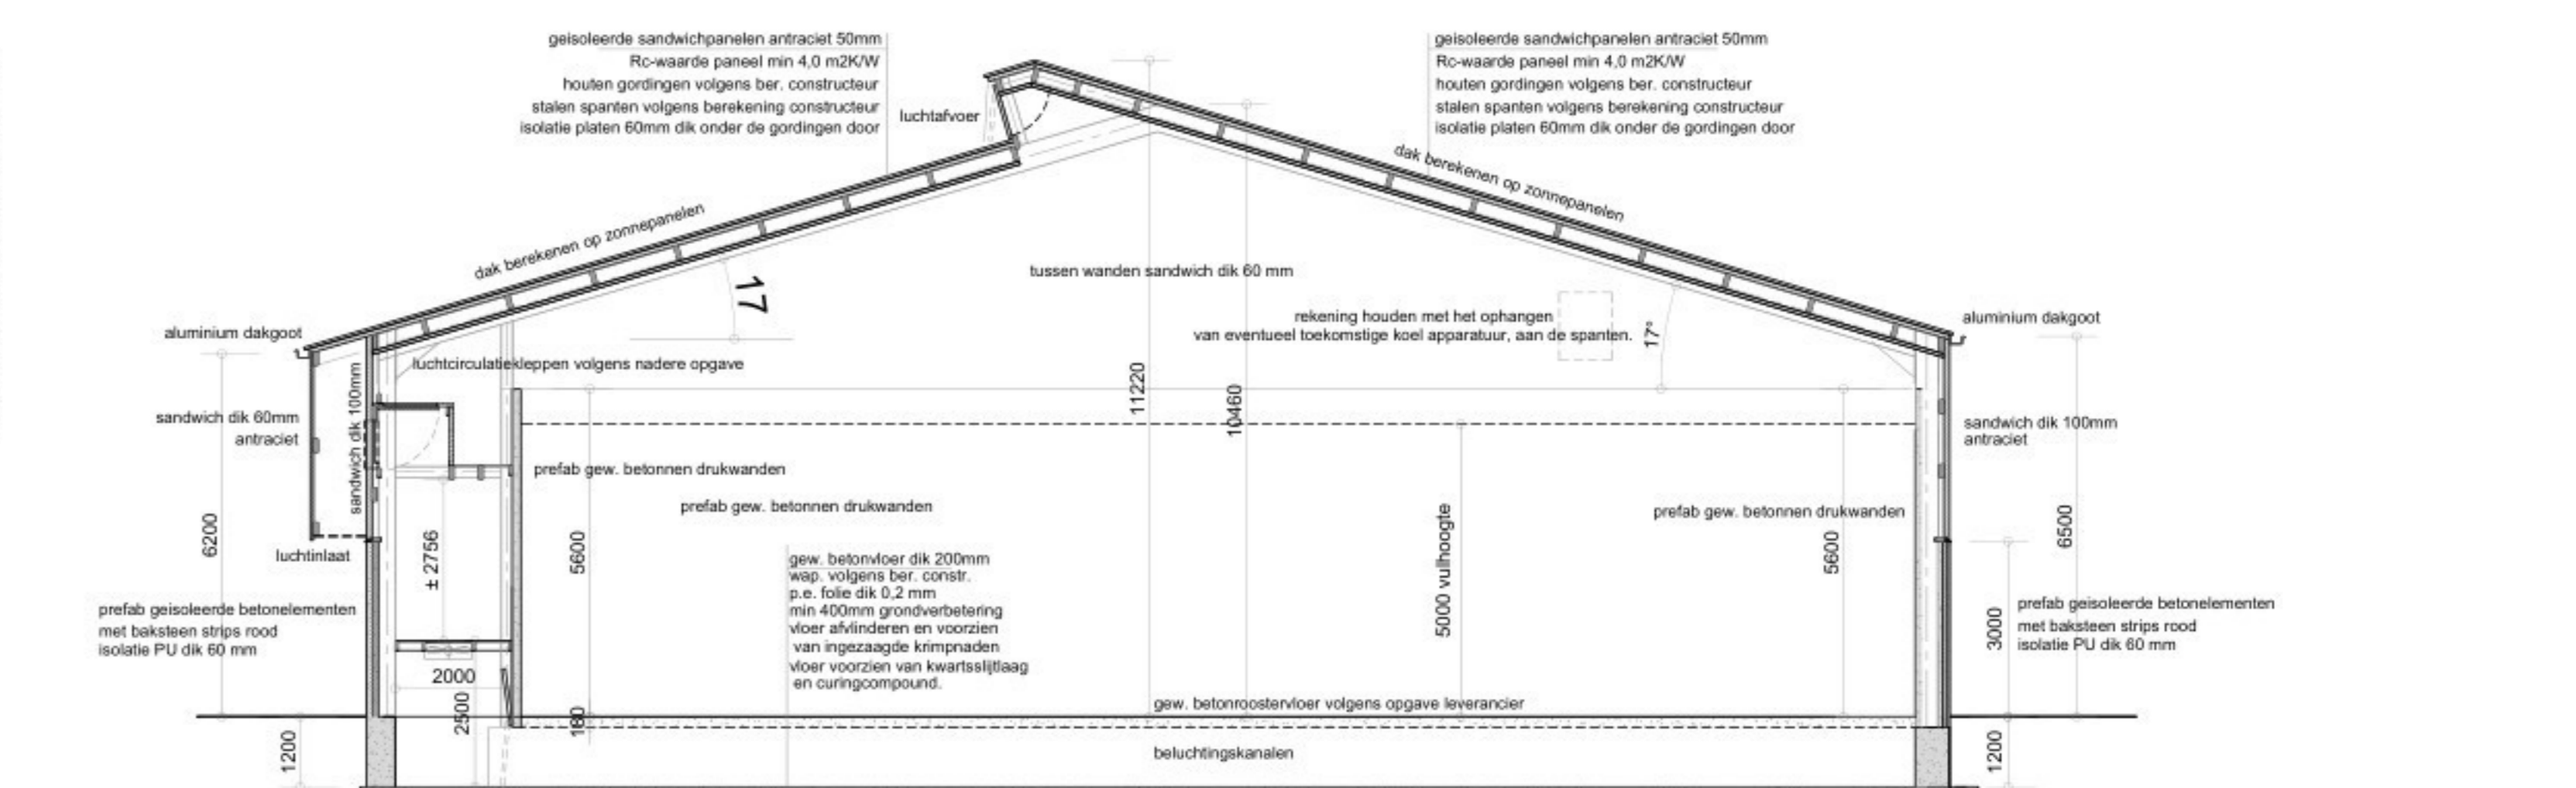 geisoleerde sandwichpanelen antraciet 50mm
Rc-waarde paneel min 4,0 m2K/W
houten gordingen volgens ber. constructeur
stalen spanten volgens berekening constructeur
isolatie platen 60mm dik onder de gordingen door
luchtafvoer
geisoleerde sandwichpanelen antraciet 50mm
Rc-waarde paneel min 4,0 m2K/W
houten gordingen volgens ber. constructeur
stalen spanten volgens berekening constructeur
isolatie platen 60mm dik onder de gordingen door
dak berekenen op zonnepanelen
dak berekenen op zonnepanelen
17
tussen wanden sandwich dik 60 mm
rekening houden met het ophangen
van eventueel toekomstige koel apparatuur, aan de spanten.
17°
aluminium dakgoot
aluminium dakgoot
luchtcirculatiekleppen volgens nadere opgave
sandwich dik 60mm
antraciet
sandwich dik 100mm
11220
10460
sandwich dik 100mm
antraciet
prefab gew. betonnen drukwanden
prefab gew. betonnen drukwanden
prefab gew. betonnen drukwanden
6200
luchtinlaat
± 2756
5600
5000 vulhoogte
5600
6500
gew. betonvloer dik 200mm
wap. volgens ber. constr.
p.e. folie dik 0,2 mm
min 400mm grondverbetering
vloer afvlinderen en voorzien
van ingezaagde krimpnaden
vloer voorzien van kwartsslijtlaag
en curingcompound.
prefab geisoleerde betonelementen
met baksteen strips rood
isolatie PU dik 60 mm
3000
prefab geisoleerde betonelementen
met baksteen strips rood
isolatie PU dik 60 mm
2000
2500
180
gew. betonroostervloer volgens opgave leverancier
beluchtingskanalen
1200
1200